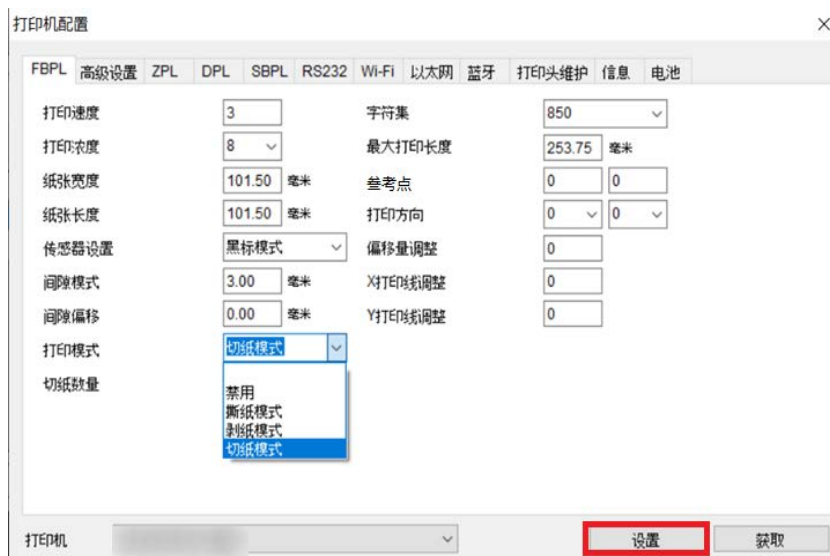 打印机配置
FBPL 高级设置 ZPL DPL SBPL RS232 Wi-Fi 以太网 蓝牙 打印头维护 信息 电池
打印速度 3 字符集 850
打印浓度 8 最大打印长度 253.75 毫米
纸张宽度 101.50 毫米 叁考点 0 0
纸张长度 101.50 毫米 打印方向 0 0
传感器设置 黑标模式 偏移量调整 0
间隙模式 3.00 毫米 X打印线调整 0
间隙偏移 0.00 毫米 Y打印线调整 0
打印模式 切纸模式
切纸数量
禁用
撕纸模式
剥纸模式
切纸模式
打印机 设置 获取